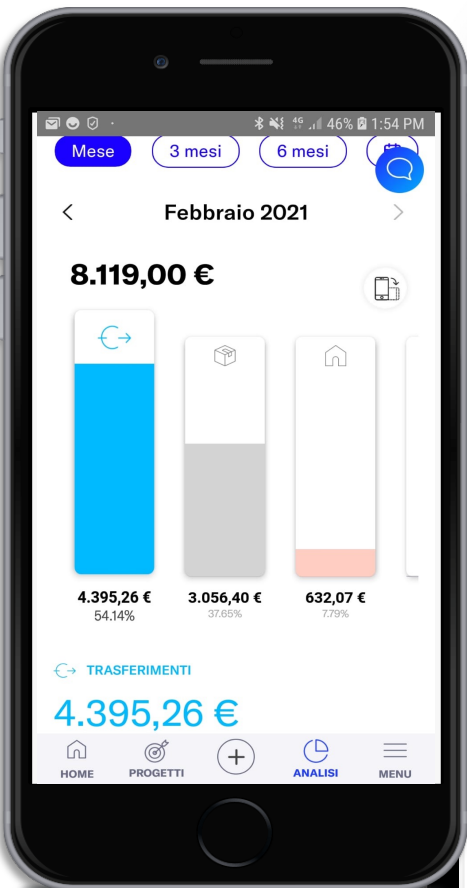 46% 1:54 PM
Mese 3 mesi 6 mesi
Febbraio 2021
8.119,00 €
4.395,26 € 3.056,40 € 632,07 €
54.14% 37.65% 7.79%
TRASFERIMENTI
4.395,26 €
HOME PROGETTI ANALISI MENU